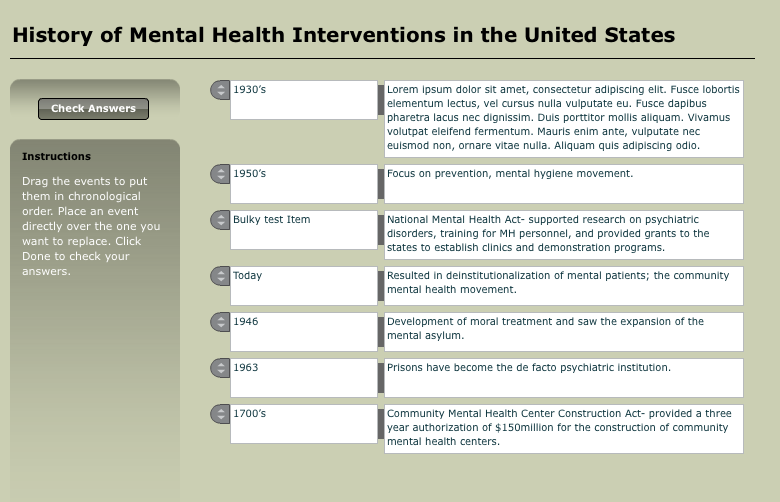 History of Mental Health Interventions in the United States
Check Answers
Instructions
Drag the events to put
them in chronological
order. Place an event
directly over the one you
want to replace. Click
Done to check your
answers.
1930's
Lorem ipsum dolor sit amet, consectetur adipiscing elit. Fusce lobortis
elementum lectus, vel cursus nulla vulputate eu. Fusce dapibus
pharetra lacus nec dignissim. Duis porttitor mollis aliquam. Vivamus
volutpat eleifend fermentum. Mauris enim ante, vulputate nec
euismod non, ornare vitae nulla. Aliquam quis adipiscing odio.
1950's
Focus on prevention, mental hygiene movement.
Bulky test Item
National Mental Health Act- supported research on psychiatric
disorders, training for MH personnel, and provided grants to the
states to establish clinics and demonstration programs.
Today
Resulted in deinstitutionalization of mental patients; the community
mental health movement.
1946
Development of moral treatment and saw the expansion of the
mental asylum.
1963
Prisons have become the de facto psychiatric institution.
1700's
Community Mental Health Center Construction Act- provided a three
year authorization of $150million for the construction of community
mental health centers.